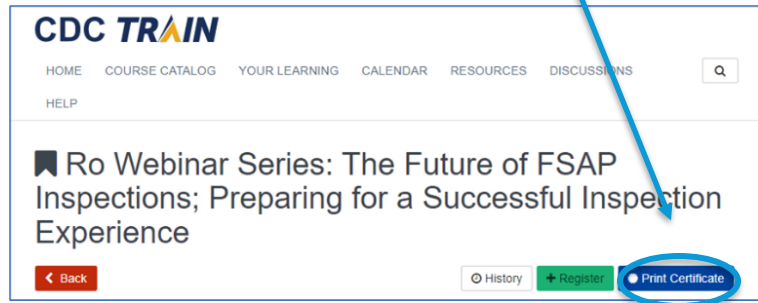 CDC TRAIN
HOME COURSE CATALOG YOUR LEARNING CALENDAR RESOURCES DISCUSSIONS
HELP
Ro Webinar Series: The Future of FSAP
Inspections; Preparing for a Successful Inspection
Experience
Back History + Register Print Certificate